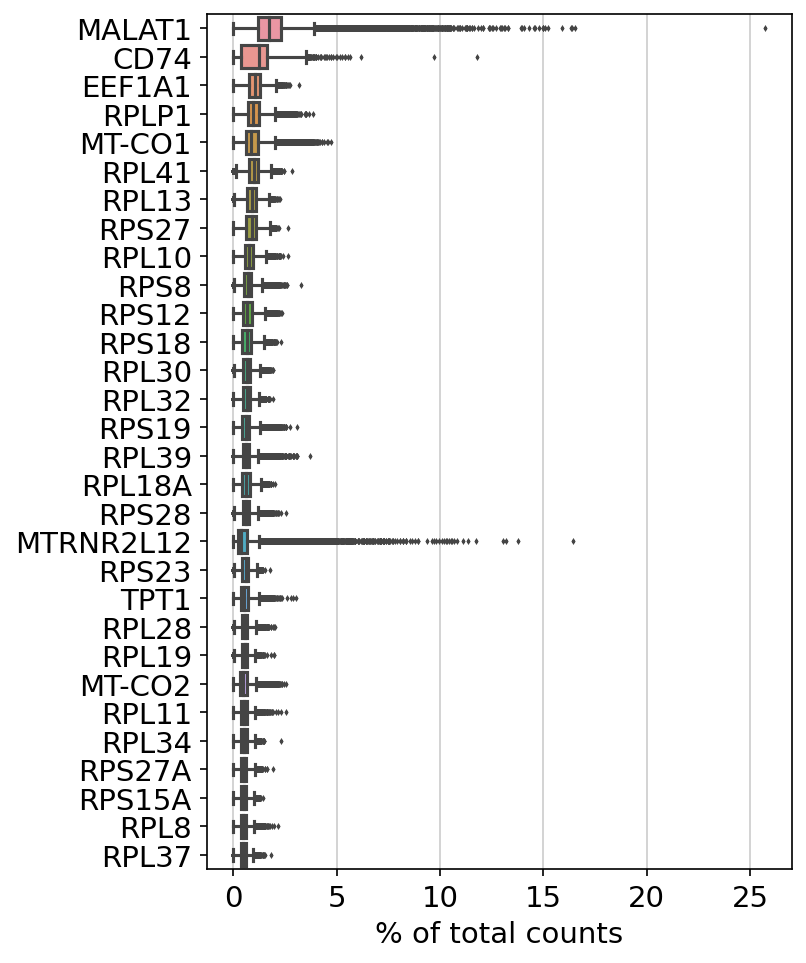 MALAT1
CD74
EEF1A1
RPLP1
MT-CO1
RPL41
RPL13
RPS27
RPL10
RPS8
RPS12
RPS18
RPL30
RPL32
RPS19
RPL39
RPL18A
RPS28
MTRNR2L12
RPS23
TPT1
RPL28
RPL19
MT-CO2
RPL11
RPL34
RPS27A
RPS15A
RPL8
RPL37
0 5 10 15 20 25
% of total counts